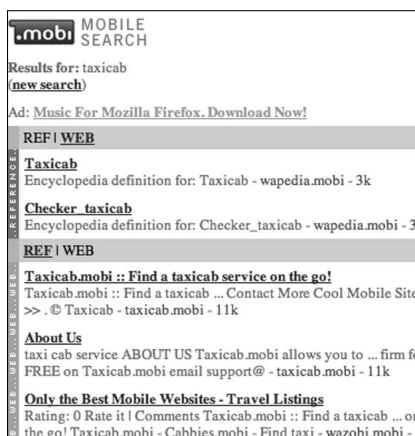 .mobi MOBILE
SEARCH
Results for: taxicab
(new search)
Ad: Music For Mozilla Firefox. Download Now!
REF | WEB
..REFERENCE..
Taxicab
Encyclopedia definition for: Taxicab - wapedia.mobi - 3k
Checker_taxicab
Encyclopedia definition for: Checker_taxicab - wapedia.mobi - 3
REF | WEB
..WEB...WEB...WEB...WEB..
Taxicab.mobi :: Find a taxicab service on the go!
Taxicab.mobi :: Find a taxicab ... Contact More Cool Mobile Site
>> . © Taxicab - taxicab.mobi - 11k
About Us
taxi cab service ABOUT US Taxicab.mobi allows you to ... firm f
FREE on Taxicab.mobi email support@ - taxicab.mobi - 11k
Only the Best Mobile Websites - Travel Listings
Rating: 0 Rate it | Comments Taxicab.mobi :: Find a taxicab ... o
the go! Taxicab.mobi - Cabbies.mobi - Find taxi - wazobi.mobi -